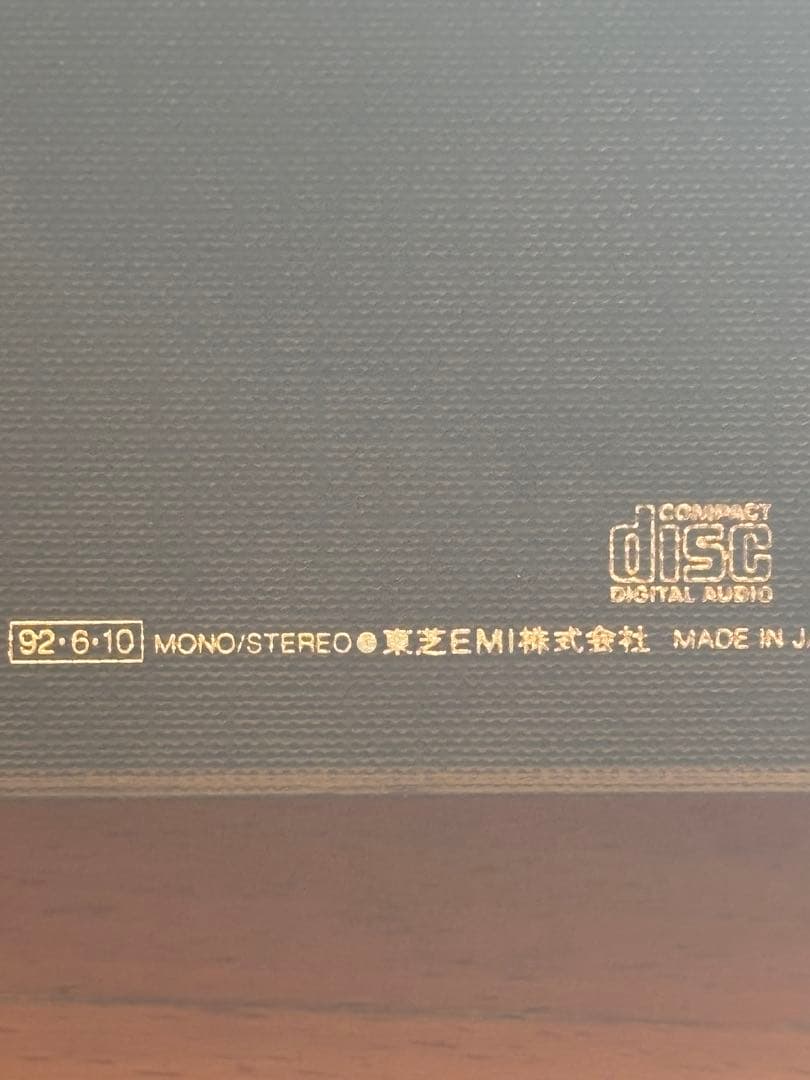 COMPACT
disc
DIGITAL AUDIO
92・6・10 MONO/STEREO●東芝EMI株式会社 MADE IN J